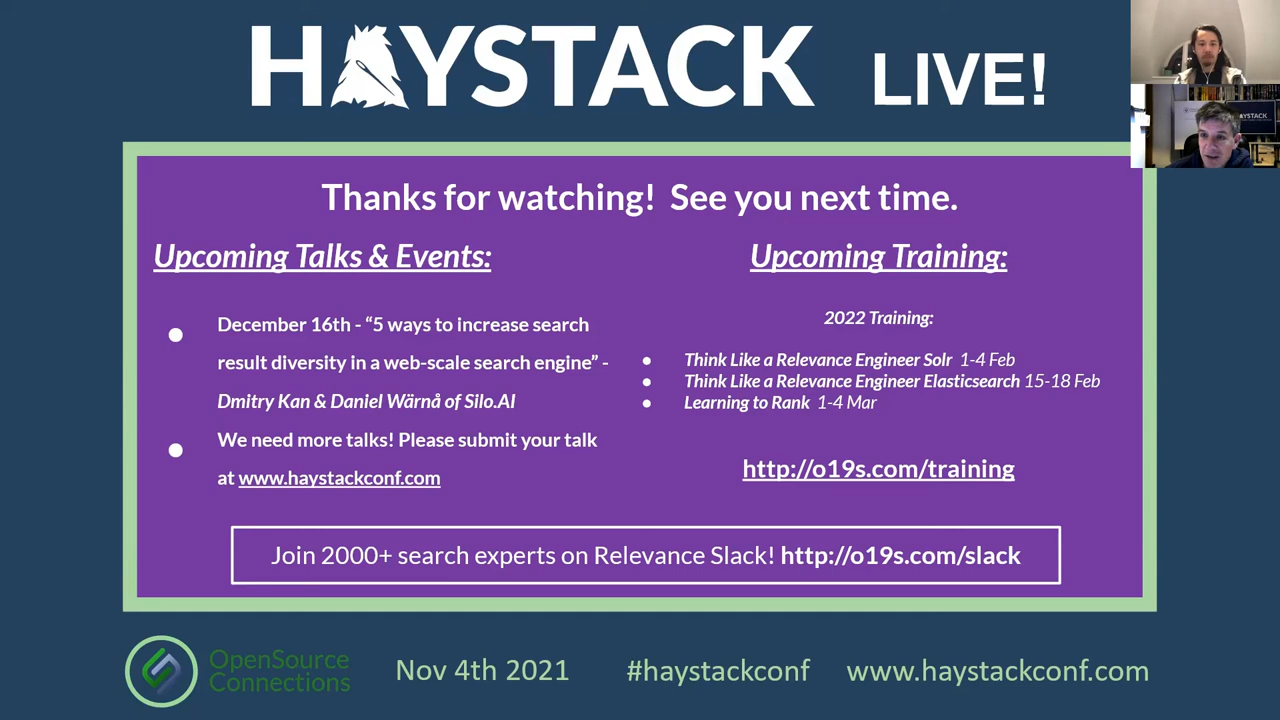 HAYSTACK LIVE!
HAYSTACK
Thanks for watching! See you next time.
Upcoming Talks & Events:
December 16th - “5 ways to increase search
result diversity in a web-scale search engine” -
Dmitry Kan & Daniel Wärnå of Silo.AI
We need more talks! Please submit your talk
at www.haystackconf.com
Upcoming Training:
2022 Training:
Think Like a Relevance Engineer Solr 1-4 Feb
Think Like a Relevance Engineer Elasticsearch 15-18 Feb
Learning to Rank 1-4 Mar
http://o19s.com/training
Join 2000+ search experts on Relevance Slack! http://o19s.com/slack
OpenSource
Connections
Nov 4th 2021
#haystackconf
www.haystackconf.com